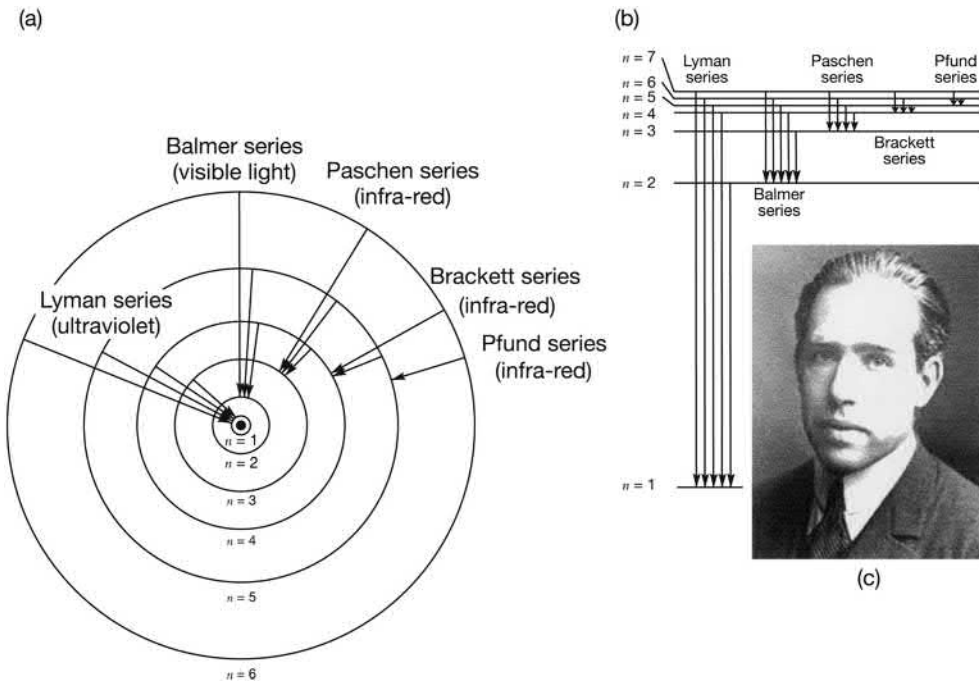 (a)
Balmer series
(visible light)
Paschen series
(infra-red)
Lyman series
(ultraviolet)
Brackett series
(infra-red)
Pfund series
(infra-red)
n = 1
n = 2
n = 3
n = 4
n = 5
n = 6
(b)
n = 7
n = 6
n = 5
n = 4
n = 3
n = 2
n = 1
Lyman
series
Paschen
series
Pfund
series
Brackett
series
Balmer
series
(c)